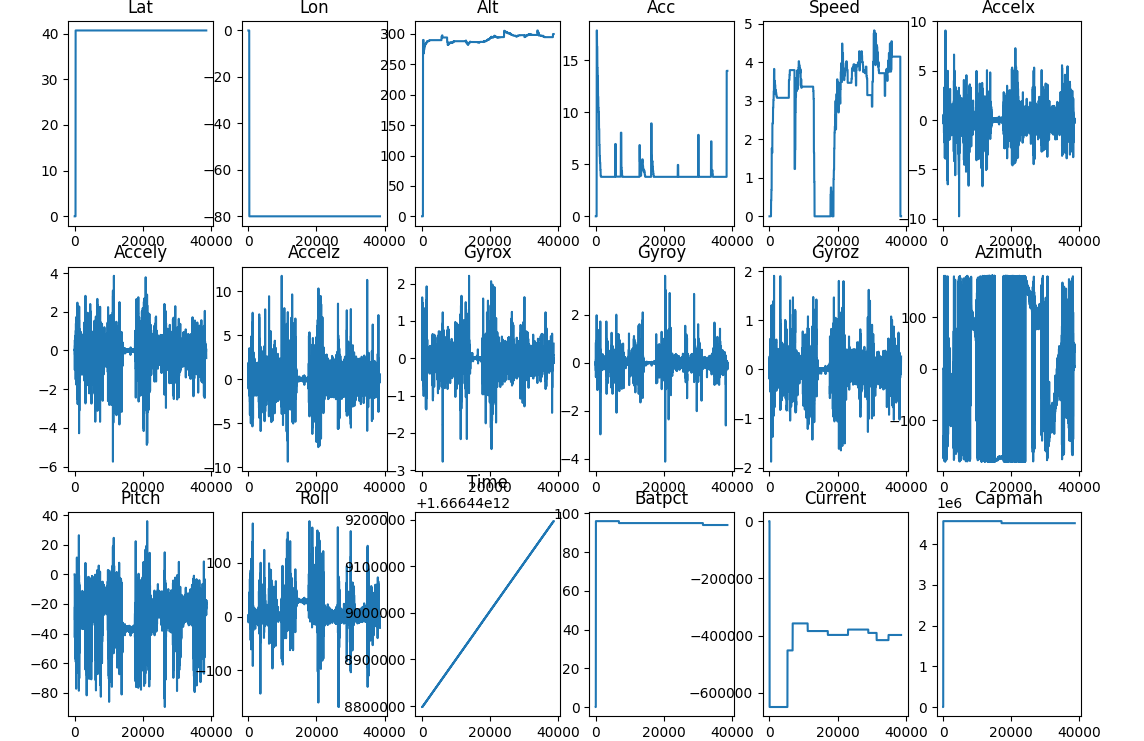 Lat Lon Alt Acc Speed Accelx
40 0 300 15 5 10
30 −20 250 10 4 5
20 −40 200 5 3 0
10 −60 150 0 2 −5
0 −80 100 1 −10
50 0
0
0 20000 40000 0 20000 40000 0 20000 40000 0 20000 40000 0 20000 40000 0 20000 40000
Accely Accelz Gyrox Gyroy Gyroz Azimuth
4 10 2 2 2 100
2 5 1 0 1 0
0 0 0 −2 0 −100
−2 −5 −1 −4 −1
−4 −10 −2 −2
−6 −3
0 20000 40000 0 20000 40000 0 20000 40000 0 20000 40000 0 20000 40000 0 20000 40000
Pitch Roll Time Batpct Current Capmah
+1.66644e12 1e6
40 100 9200000 100 0 4
20 0 9100000 80 −200000 3
0 −100 9000000 60 −400000 2
−20 8900000 40 −600000 1
−40 8800000 20 0
−60 0
−80
0 20000 40000 0 20000 40000 0 20000 40000 0 20000 40000 0 20000 40000 0 20000 40000